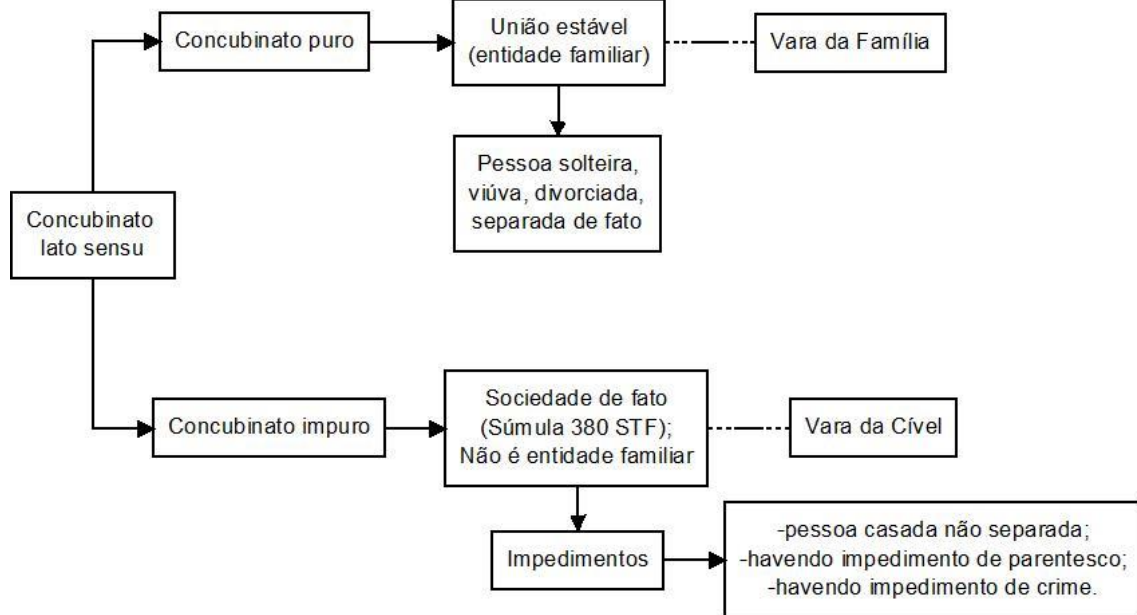 Concubinato puro
União estável
(entidade familiar)
Vara da Família
Pessoa solteira,
viúva, divorciada,
separada de fato
Concubinato
lato sensu
Concubinato impuro
Sociedade de fato
(Súmula 380 STF);
Não é entidade familiar
Vara da Cível
Impedimentos
-pessoa casada não separada;
-havendo impedimento de parentesco;
-havendo impedimento de crime.